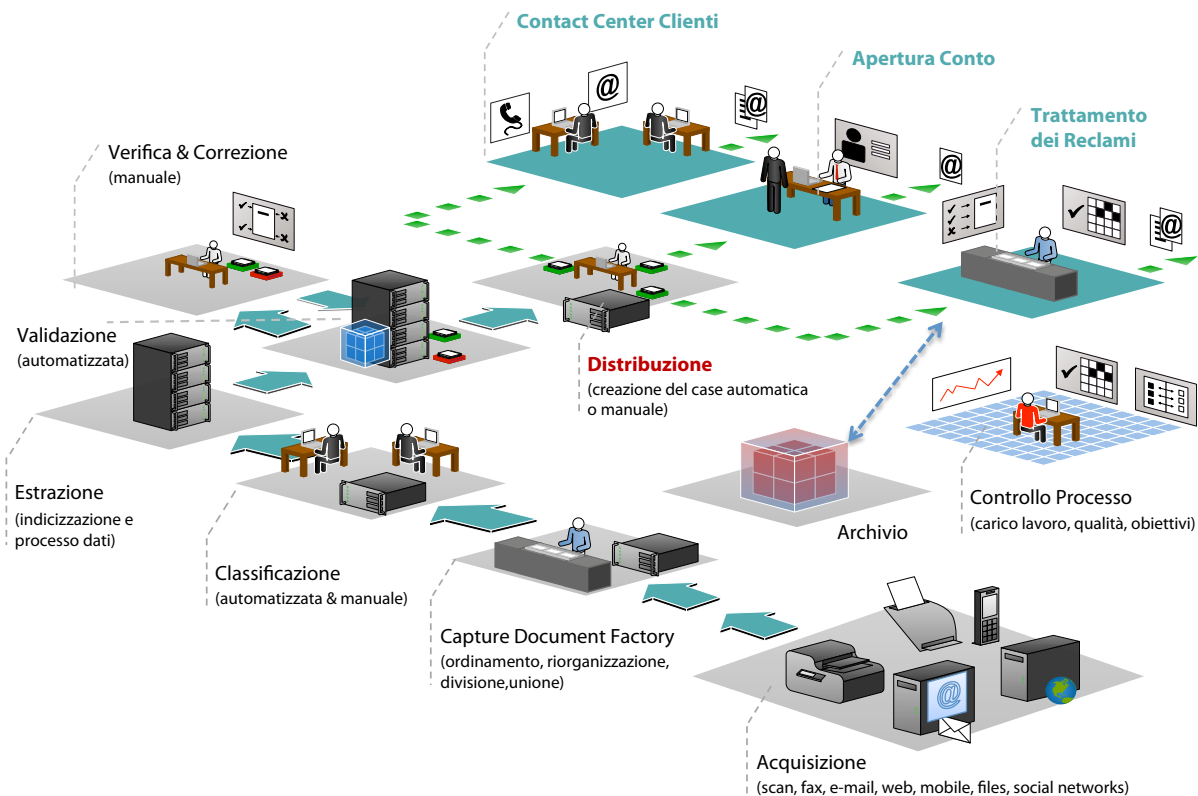 Contact Center Clienti
Apertura Conto
Trattamento
dei Reclami
Verifica & Correzione
(manuale)
Validazione
(automatizzata)
Distribuzione
(creazione del case automatica
o manuale)
Estrazione
(indicizzazione e
processo dati)
Controllo Processo
(carico lavoro, qualità, obiettivi)
Archivio
Classificazione
(automatizzata & manuale)
Capture Document Factory
(ordinamento, riorganizzazione,
divisione,unione)
Acquisizione
(scan, fax, e-mail, web, mobile, files, social networks)
@
@
@
@
@